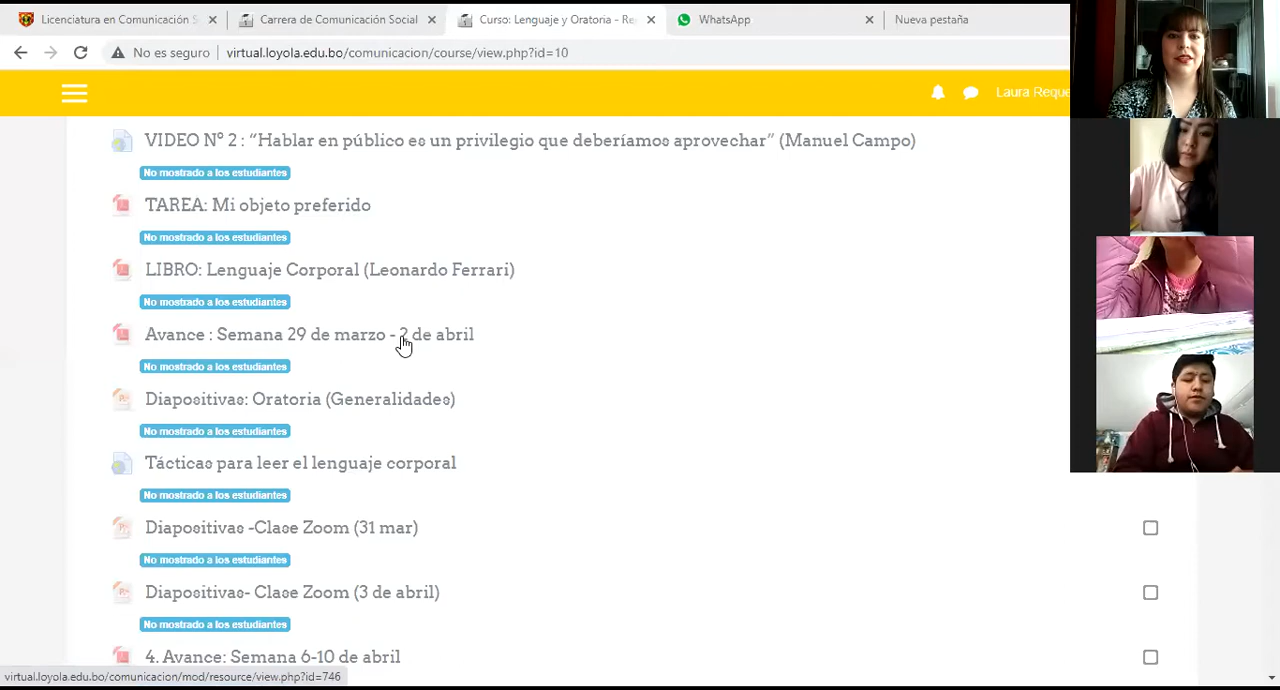 Licenciatura en Comunicación S
Carrera de Comunicación Social
Curso: Lenguaje y Oratoria - Re
WhatsApp
Nueva pestaña
No es seguro
virtual.loyola.edu.bo/comunicacion/course/view.php?id=10
Laura Reque
VIDEO Nº 2 : “Hablar en público es un privilegio que deberíamos aprovechar” (Manuel Campo)
No mostrado a los estudiantes
TAREA: Mi objeto preferido
No mostrado a los estudiantes
LIBRO: Lenguaje Corporal (Leonardo Ferrari)
No mostrado a los estudiantes
Avance : Semana 29 de marzo - 2 de abril
No mostrado a los estudiantes
Diapositivas: Oratoria (Generalidades)
No mostrado a los estudiantes
Tácticas para leer el lenguaje corporal
No mostrado a los estudiantes
Diapositivas -Clase Zoom (31 mar)
No mostrado a los estudiantes
Diapositivas- Clase Zoom (3 de abril)
No mostrado a los estudiantes
4. Avance: Semana 6-10 de abril
virtual.loyola.edu.bo/comunicacion/mod/resource/view.php?id=746